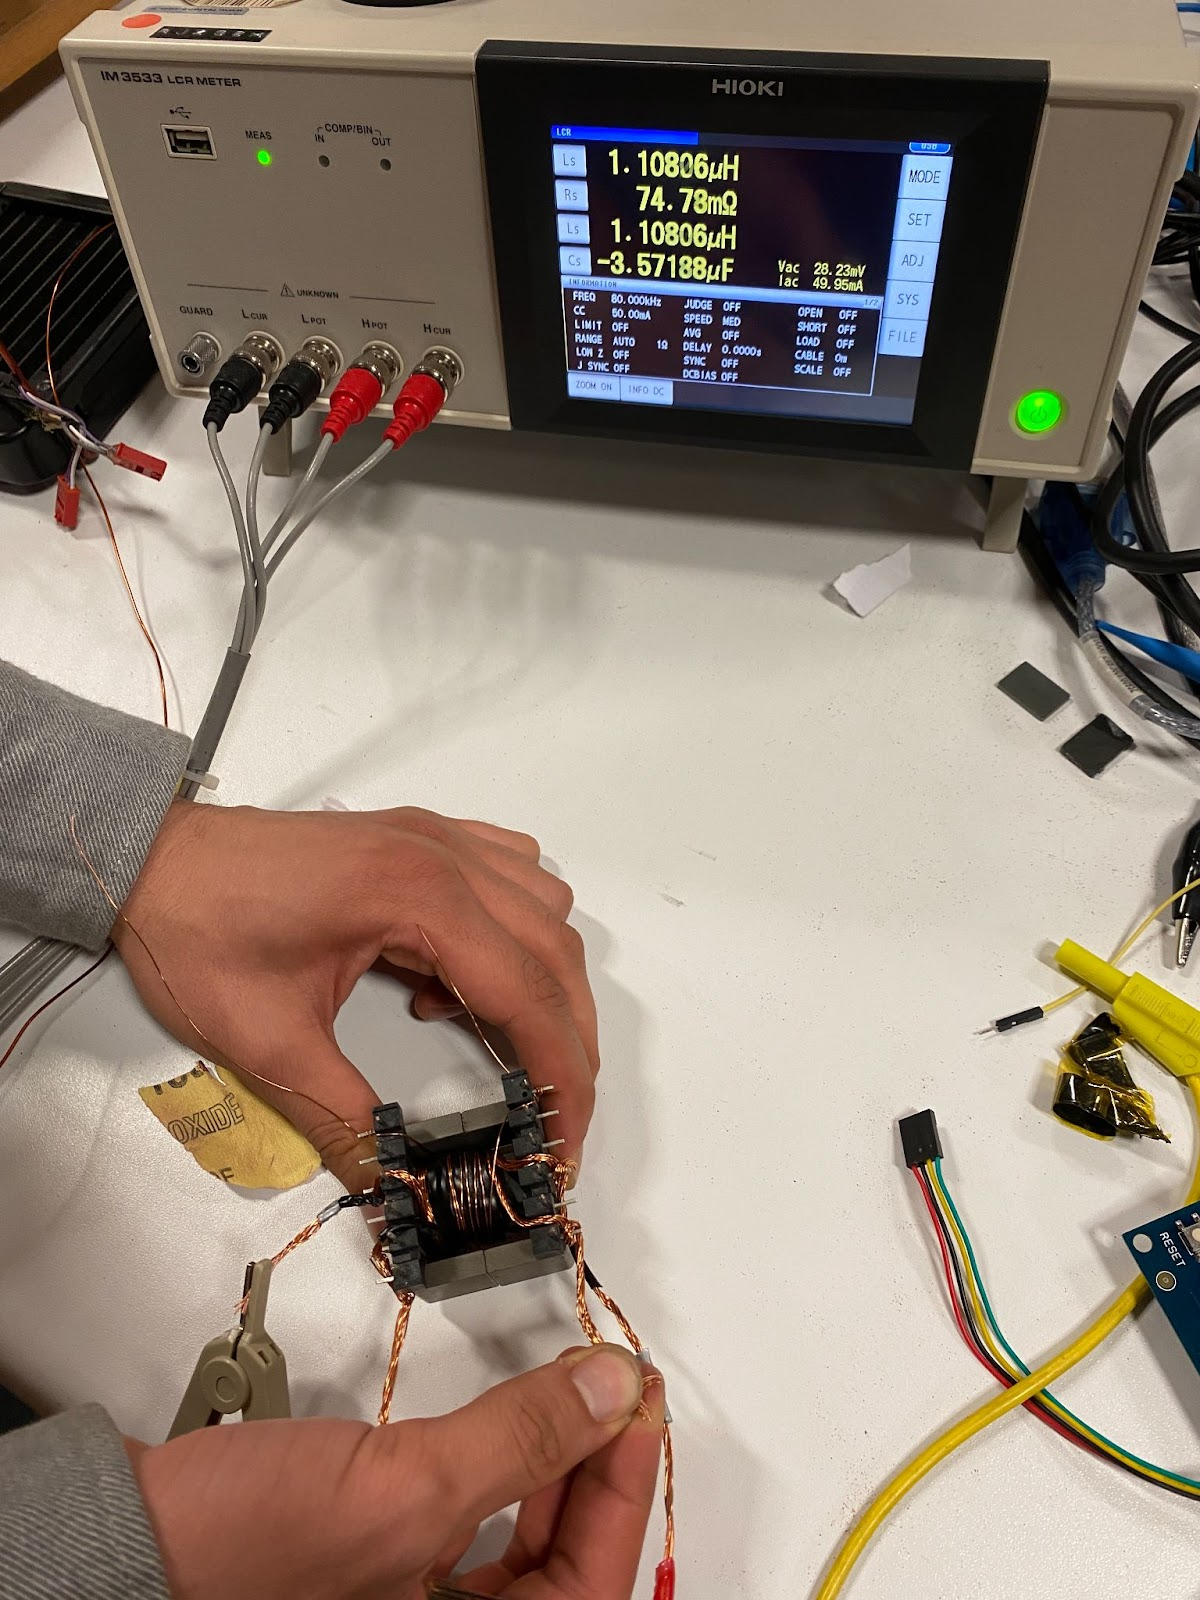 IM3533 LCR METER
HIOKI
MEAS
COMP/BIN
IN
OUT
UNKNOWN
GUARD
LCUR
LPOT
HPOT
HCUR
LCR
USB
Ls 1.10806μH
Rs 74.78mΩ
Ls 1.10806μH
Cs -3.57188μF
Vac 28.23mV
Iac 49.95mA
MODE
SET
ADJ
SYS
FILE
INFORMATION
1/2
FREQ 80.000kHz JUDGE OFF OPEN OFF
CC 50.00mA SPEED MED SHORT OFF
LIMIT OFF AVG OFF LOAD OFF
RANGE AUTO 1Ω DELAY 0.0000s CABLE 0m
LOW Z OFF SYNC OFF SCALE OFF
J SYNC OFF DCBIAS OFF
ZOOM ON INFO DC
OXIDE
RESET